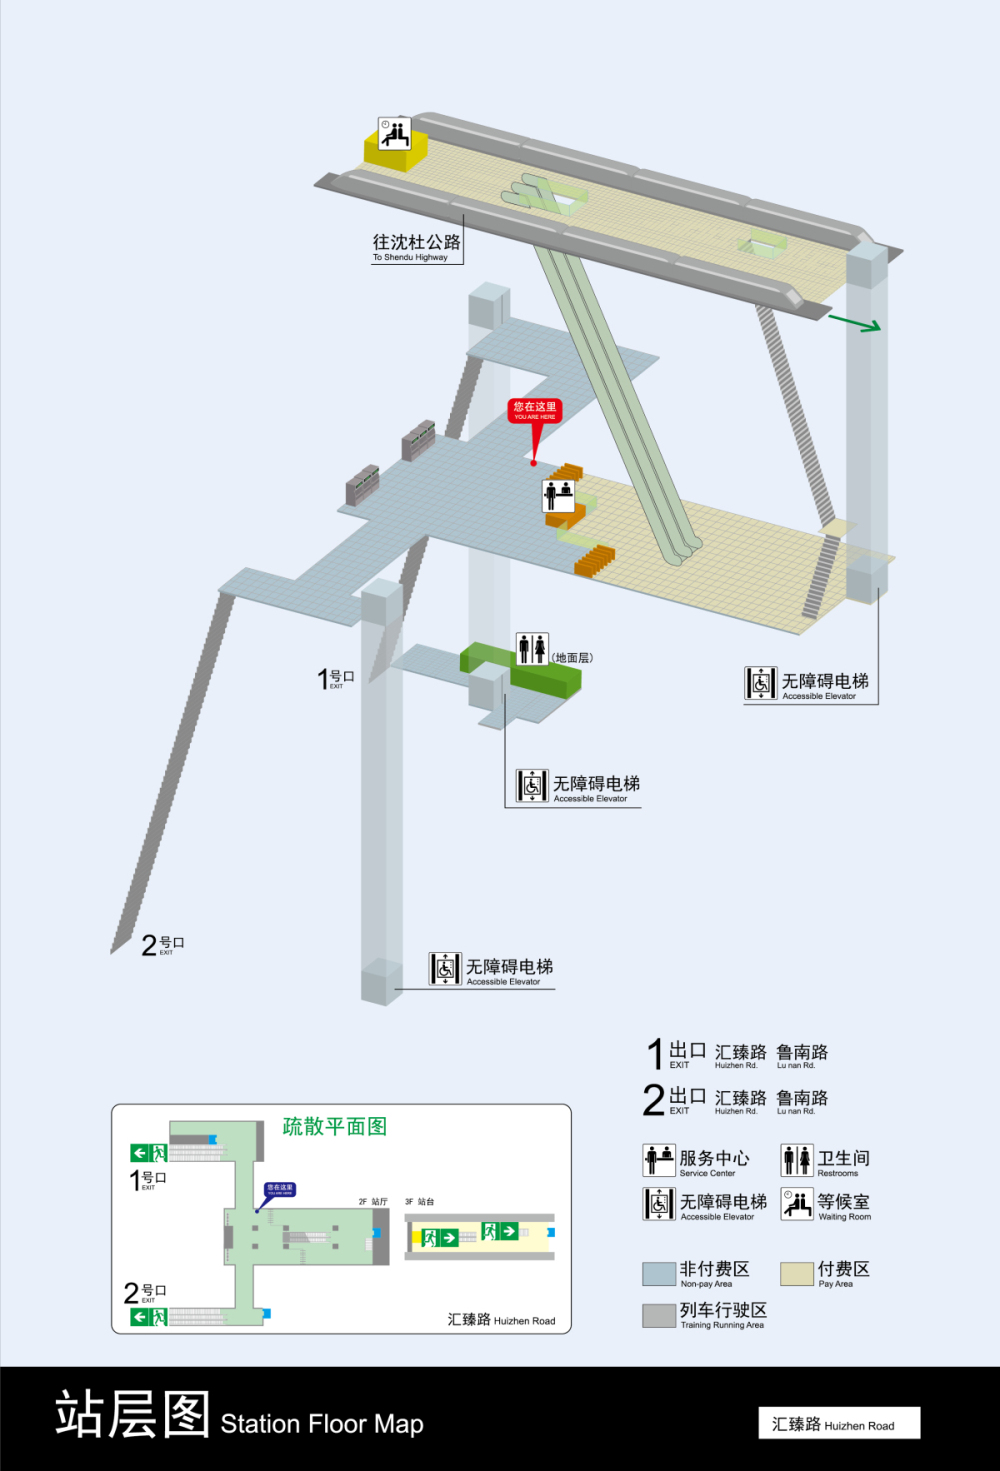 往沈杜公路
To Shendu Highway
您在这里
YOU ARE HERE
1号口
EXIT
(地面层)
无障碍电梯
Accessible Elevator
无障碍电梯
Accessible Elevator
2号口
EXIT
无障碍电梯
Accessible Elevator
1 出口 汇臻路 鲁南路
EXIT Huizhen Rd. Lu nan Rd.
2 出口 汇臻路 鲁南路
EXIT Huizhen Rd. Lu nan Rd.
疏散平面图
1号口
EXIT
您在这里
YOU ARE HERE
2F 站厅
3F 站台
2号口
EXIT
汇臻路 Huizhen Road
服务中心
Service Center
卫生间
Restrooms
无障碍电梯
Accessible Elevator
等候室
Waiting Room
非付费区
Non-pay Area
付费区
Pay Area
列车行驶区
Training Running Area
站层图 Station Floor Map
汇臻路 Huizhen Road